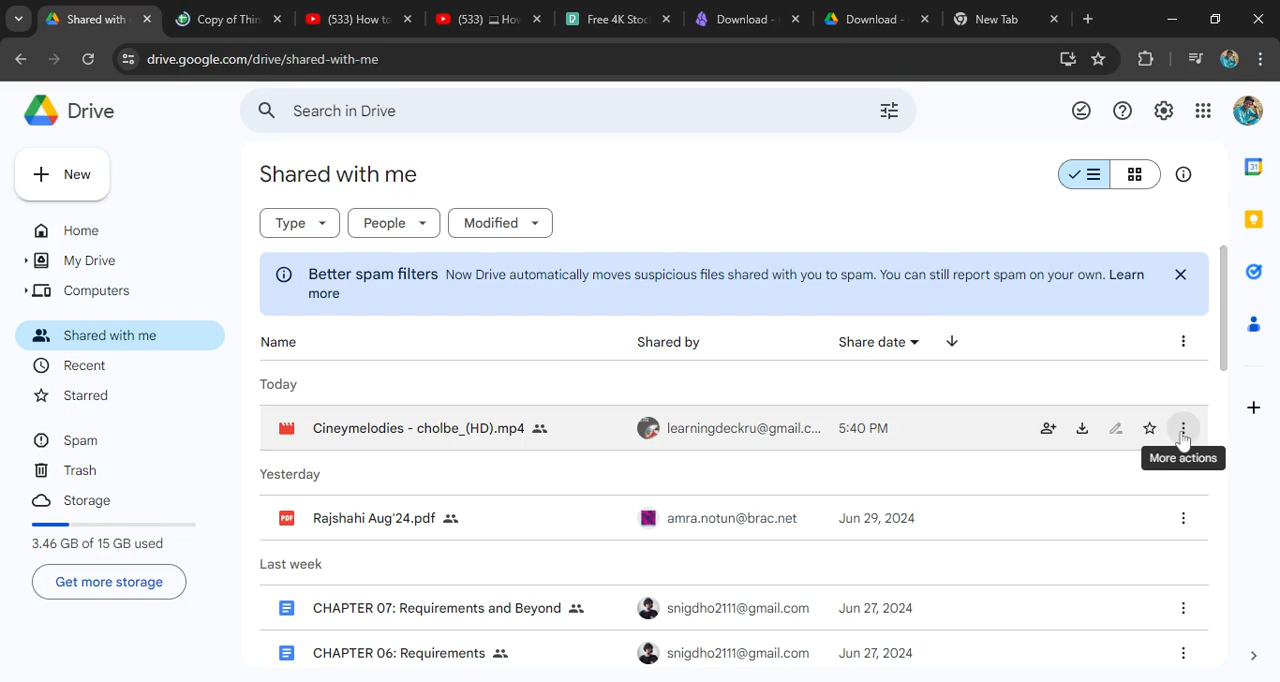 Shared with
Copy of Thin
(533) How to
(533) 💻 How
Free 4K Stoc
Download -
Download -
New Tab
drive.google.com/drive/shared-with-me
Drive
Search in Drive
New
Shared with me
Home
My Drive
Computers
Shared with me
Recent
Starred
Spam
Trash
Storage
3.46 GB of 15 GB used
Get more storage
Type
People
Modified
Better spam filters Now Drive automatically moves suspicious files shared with you to spam. You can still report spam on your own. Learn
more
Name Shared by Share date
Today
Cineymelodies - cholbe_(HD).mp4 learningdeckru@gmail.c... 5:40 PM
More actions
Yesterday
PDF Rajshahi Aug'24.pdf amra.notun@brac.net Jun 29, 2024
Last week
CHAPTER 07: Requirements and Beyond snigdho2111@gmail.com Jun 27, 2024
CHAPTER 06: Requirements snigdho2111@gmail.com Jun 27, 2024
31